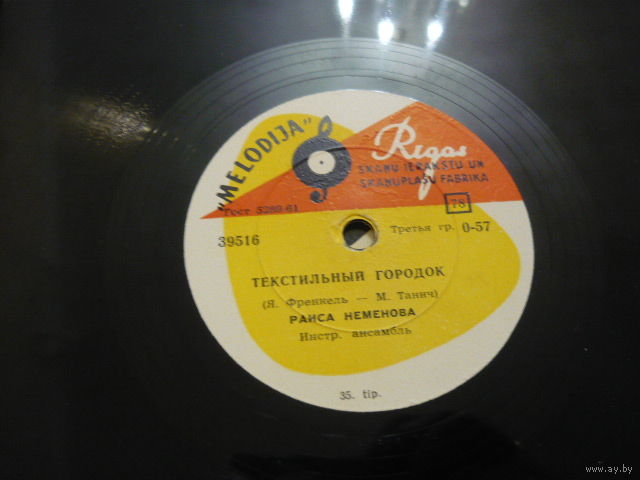 "MELODIJA"
Rīgas
SKAŅU IERAKSTU UN
SKAŅUPLAŠU FABRIKA
Гост 5289-61
78
39516
Третья гр. 0-57
ТЕКСТИЛЬНЫЙ ГОРОДОК
(Я. Френкель — М. Танич)
РАИСА НЕМЕНОВА
Инстр. ансамбль
35. tip.
www.ay.by